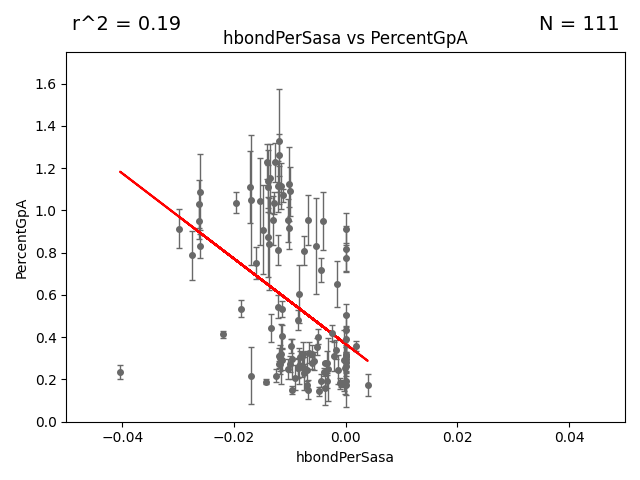 r^2 = 0.19
N = 111
hbondPerSasa vs PercentGpA
PercentGpA
1.6
1.4
1.2
1.0
0.8
0.6
0.4
0.2
0.0
−0.04 −0.02 0.00 0.02 0.04
hbondPerSasa